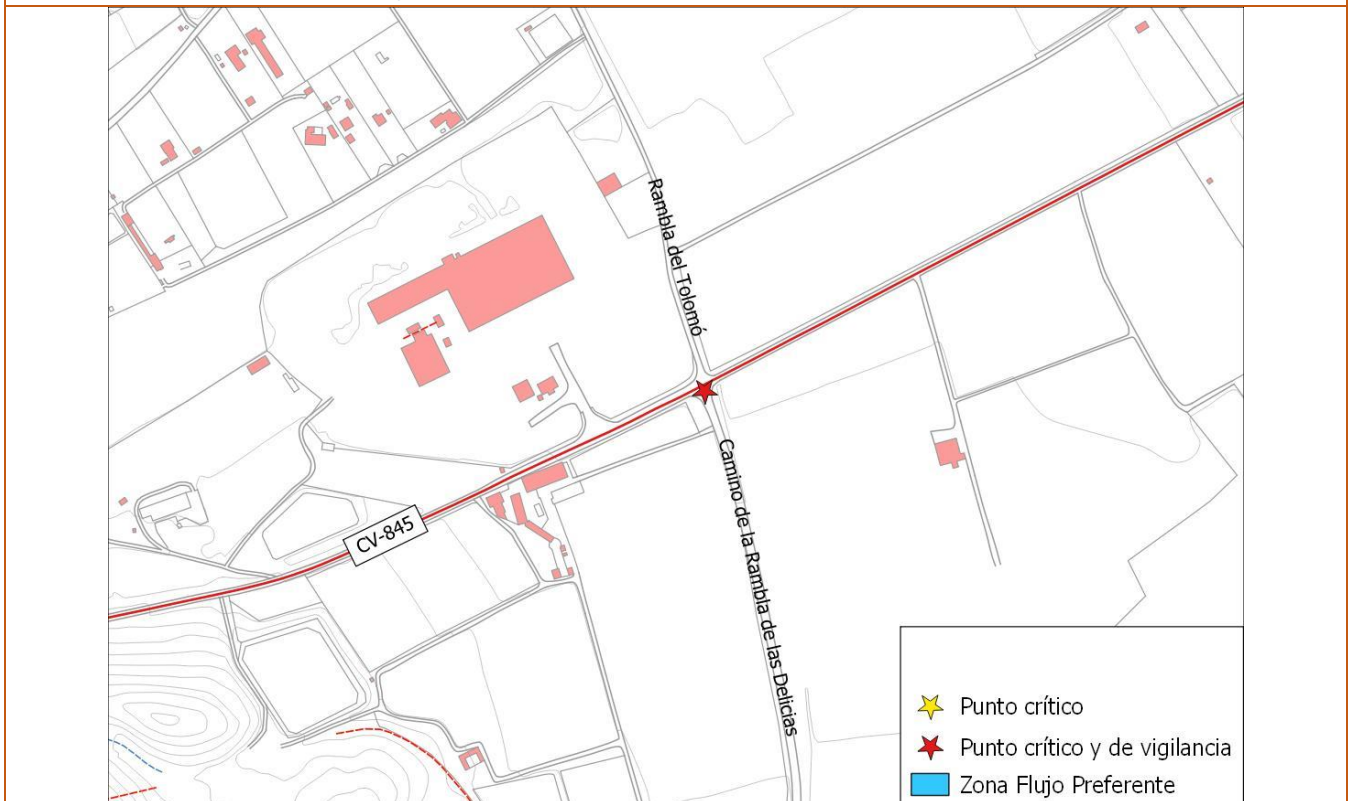 Rambla del Tolomó
CV-845
Camino de la Rambla de las Delicias
Punto crítico
Punto crítico y de vigilancia
Zona Flujo Preferente